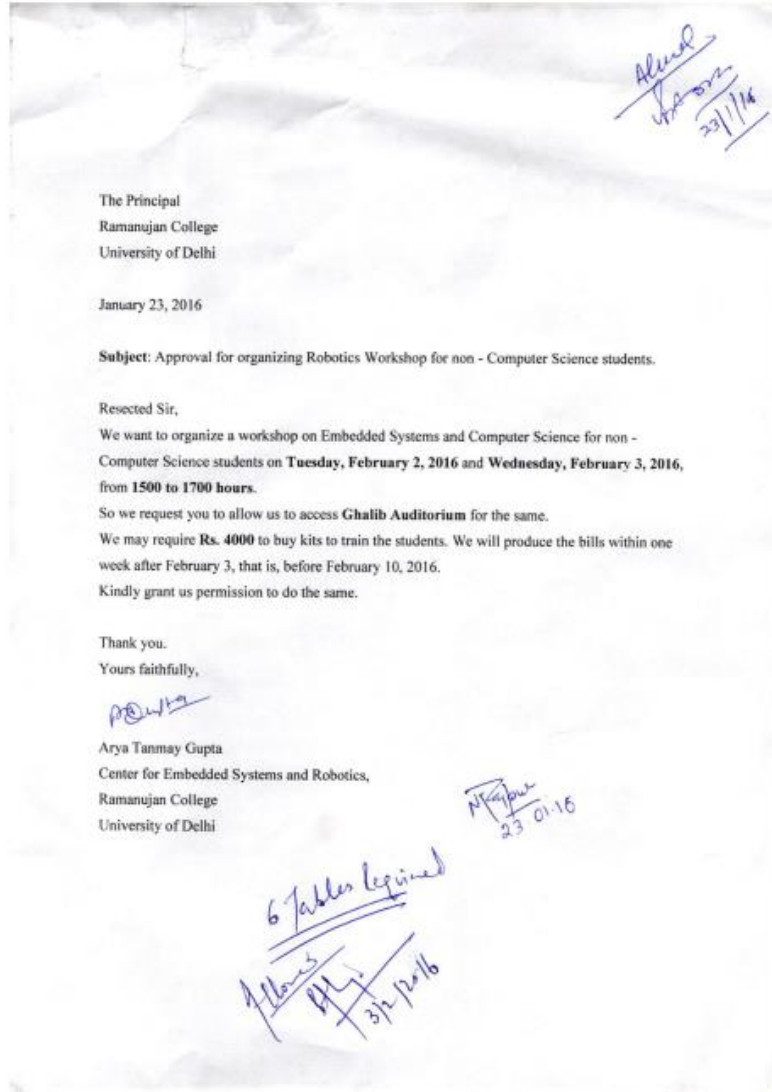 23/1/16
The Principal
Ramanujan College
University of Delhi
January 23, 2016
Subject: Approval for organizing Robotics Workshop for non - Computer Science students.
Resected Sir,
We want to organize a workshop on Embedded Systems and Computer Science for non -
Computer Science students on Tuesday, February 2, 2016 and Wednesday, February 3, 2016,
from 1500 to 1700 hours.
So we request you to allow us to access Ghalib Auditorium for the same.
We may require Rs. 4000 to buy kits to train the students. We will produce the bills within one
week after February 3, that is, before February 10, 2016.
Kindly grant us permission to do the same.
Thank you.
Yours faithfully,
Arya Tanmay Gupta
Center for Embedded Systems and Robotics,
Ramanujan College
University of Delhi
23 01.16
6 Tables Required
3/2/2016